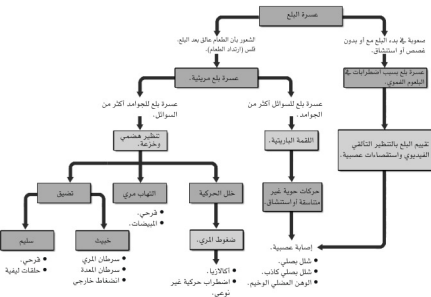 عسرة البلع
صعوبة في بدء البلع مع أو بدون
غصص أو استنشاق.
الشعور بأن الطعام عالق بعد البلع.
قلس (ارتداد الطعام).
عسرة بلع بسبب اضطرابات في
البلعوم الفموي.
عسرة بلع مريئية.
عسرة بلع للسوائل أكثر من
الجوامد.
عسرة بلع للجوامد أكثر من
السوائل.
تقييم البلع بالتنظير التألقي
الفيديوي واستقصاءات عصبية.
اللقمة الباريتية.
تنظير هضمي
وخزعة.
حركات حوية غير
متناسقة أو استنشاق.
خلل الحركية
التهاب مري
تضيق
• قرحي.
• المبيضات.
إصابة عصبية.
• شلل بصلي.
• شلل بصلي كاذب.
• الوهن العضلي الوخيم.
ضغوط المري.
• اكالازيا.
• اضطراب حركية غير
نوعي.
خبيث
• سرطان المري
• سرطان المعدة
• انضغاط خارجي
سليم
• قرحي.
• حلقات ليفية